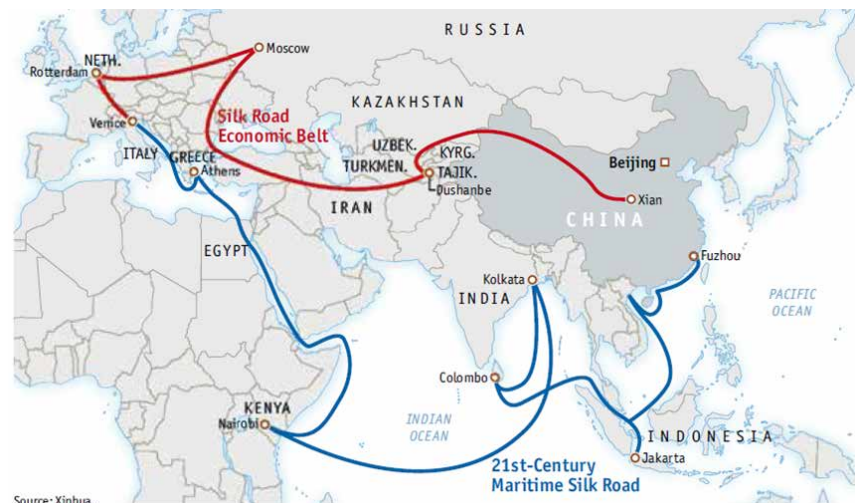 RUSSIA
Moscow
NETH.
Rotterdam
KAZAKHSTAN
Silk Road
Economic Belt
Venice
UZBEK.
KYRG.
ITALY
GREECE
TURKMEN.
TAJIK.
Beijing
Athens
Dushanbe
Xian
IRAN
CHINA
EGYPT
Fuzhou
Kolkata
INDIA
PACIFIC
OCEAN
Colombo
KENYA
Nairobi
INDIAN
OCEAN
INDONESIA
Jakarta
21st-Century
Maritime Silk Road
Source: Xinhua